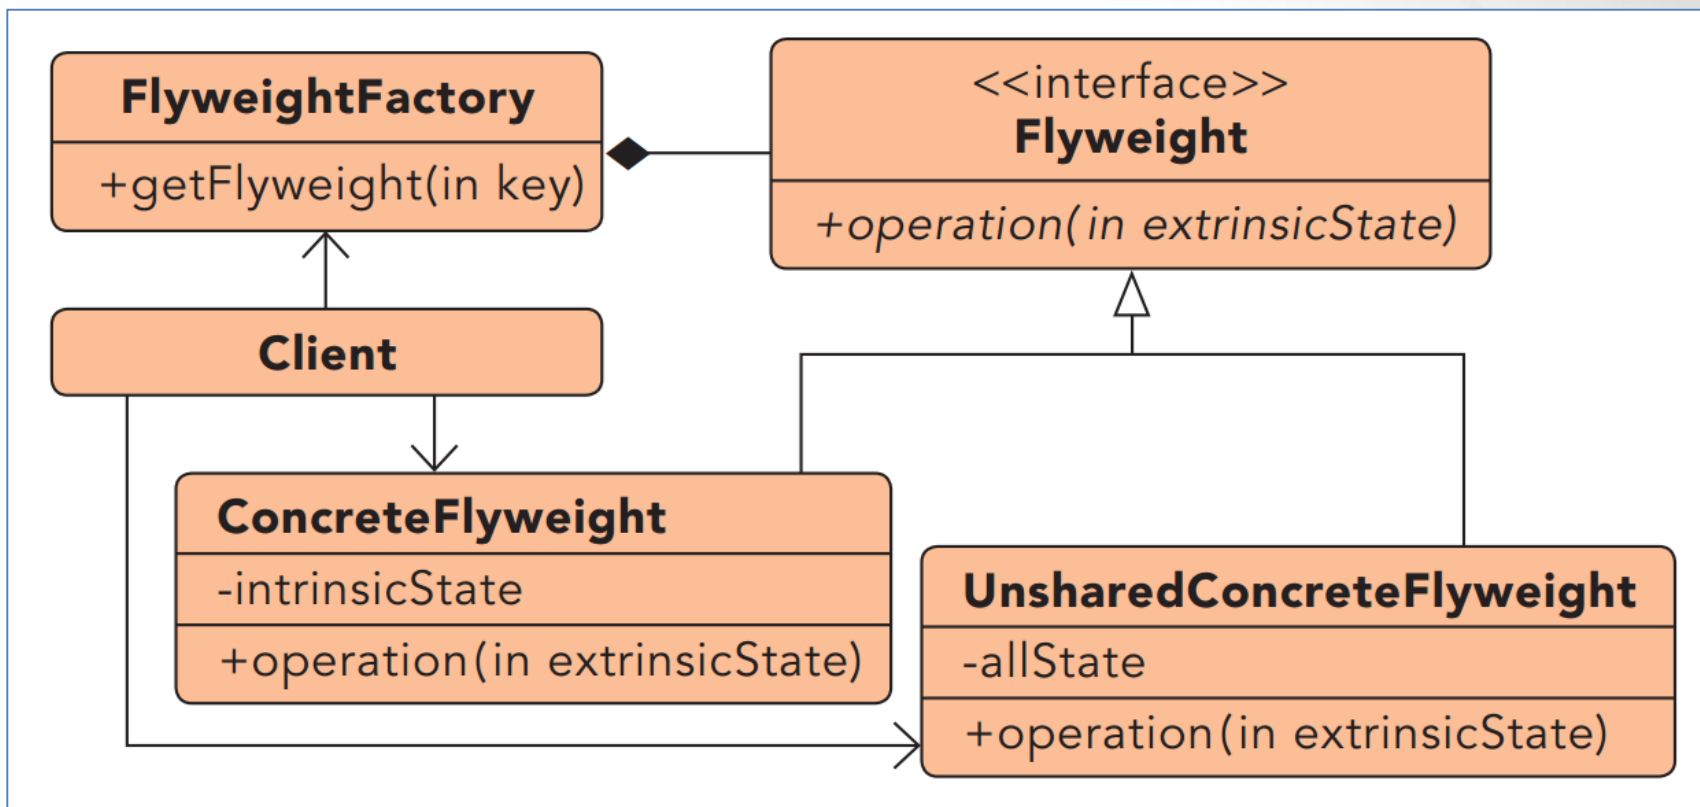 FlyweightFactory
+getFlyweight(in key)
<<interface>>
Flyweight
+operation(in extrinsicState)
Client
ConcreteFlyweight
-intrinsicState
+operation(in extrinsicState)
UnsharedConcreteFlyweight
-allState
+operation(in extrinsicState)